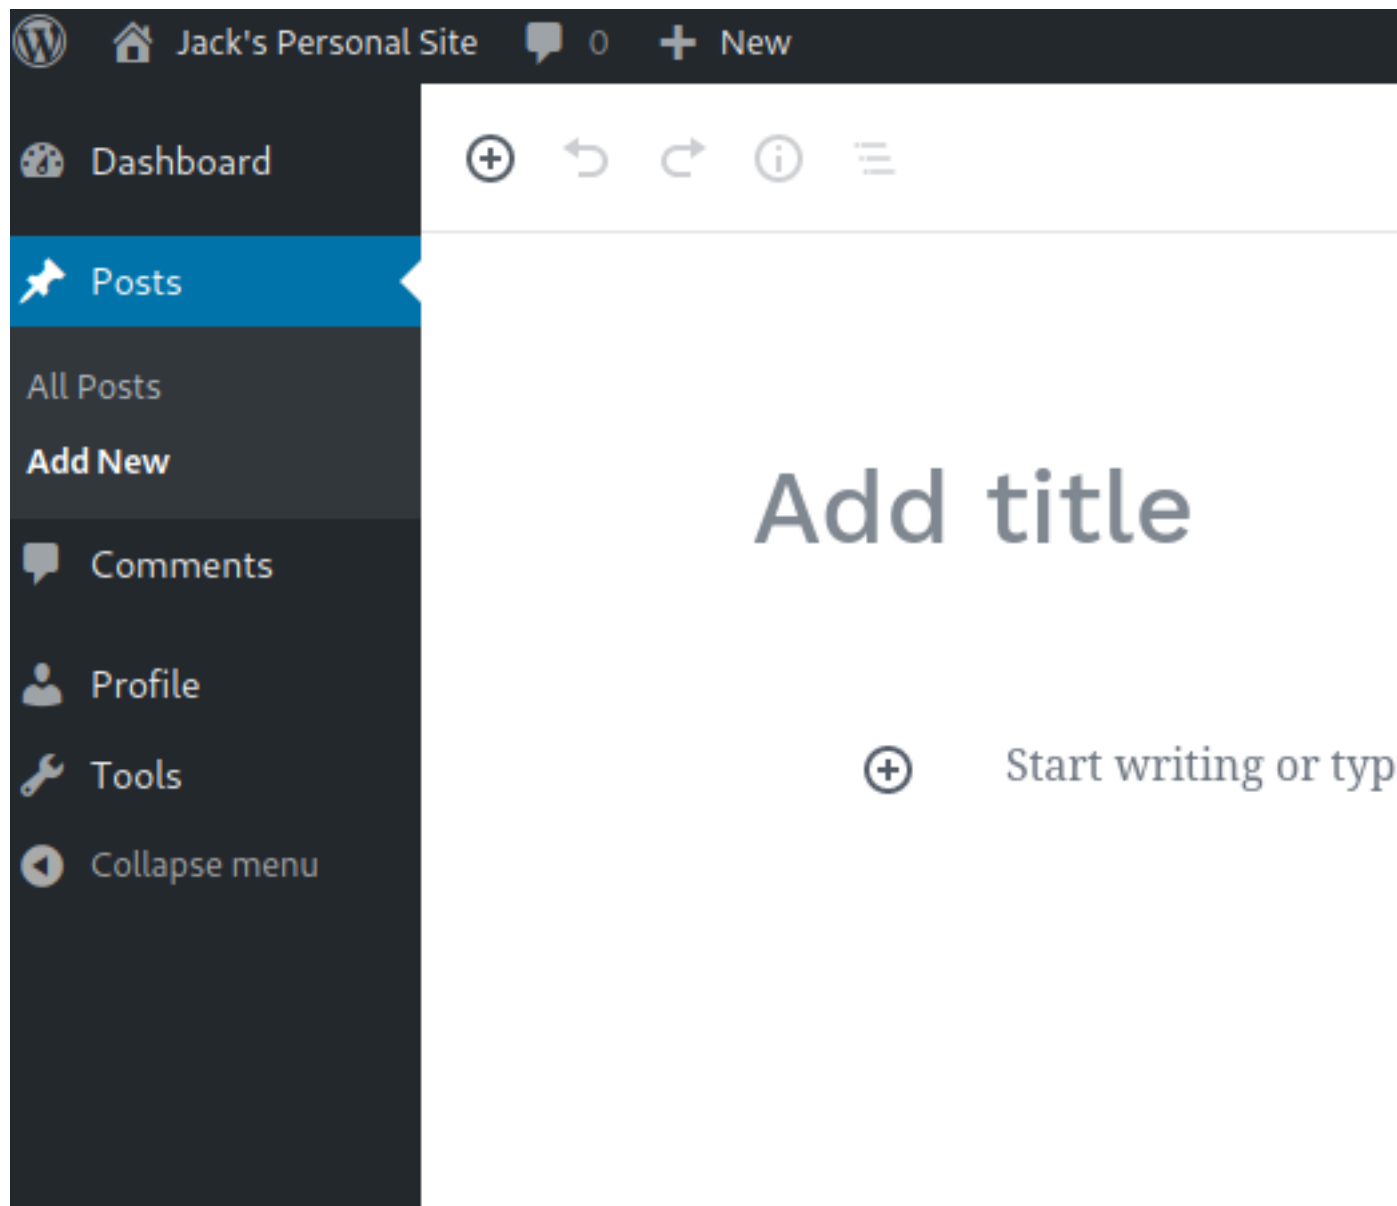 Jack's Personal Site 0 New
Dashboard
Posts
All Posts
Add New
Comments
Profile
Tools
Collapse menu
Add title
Start writing or typ